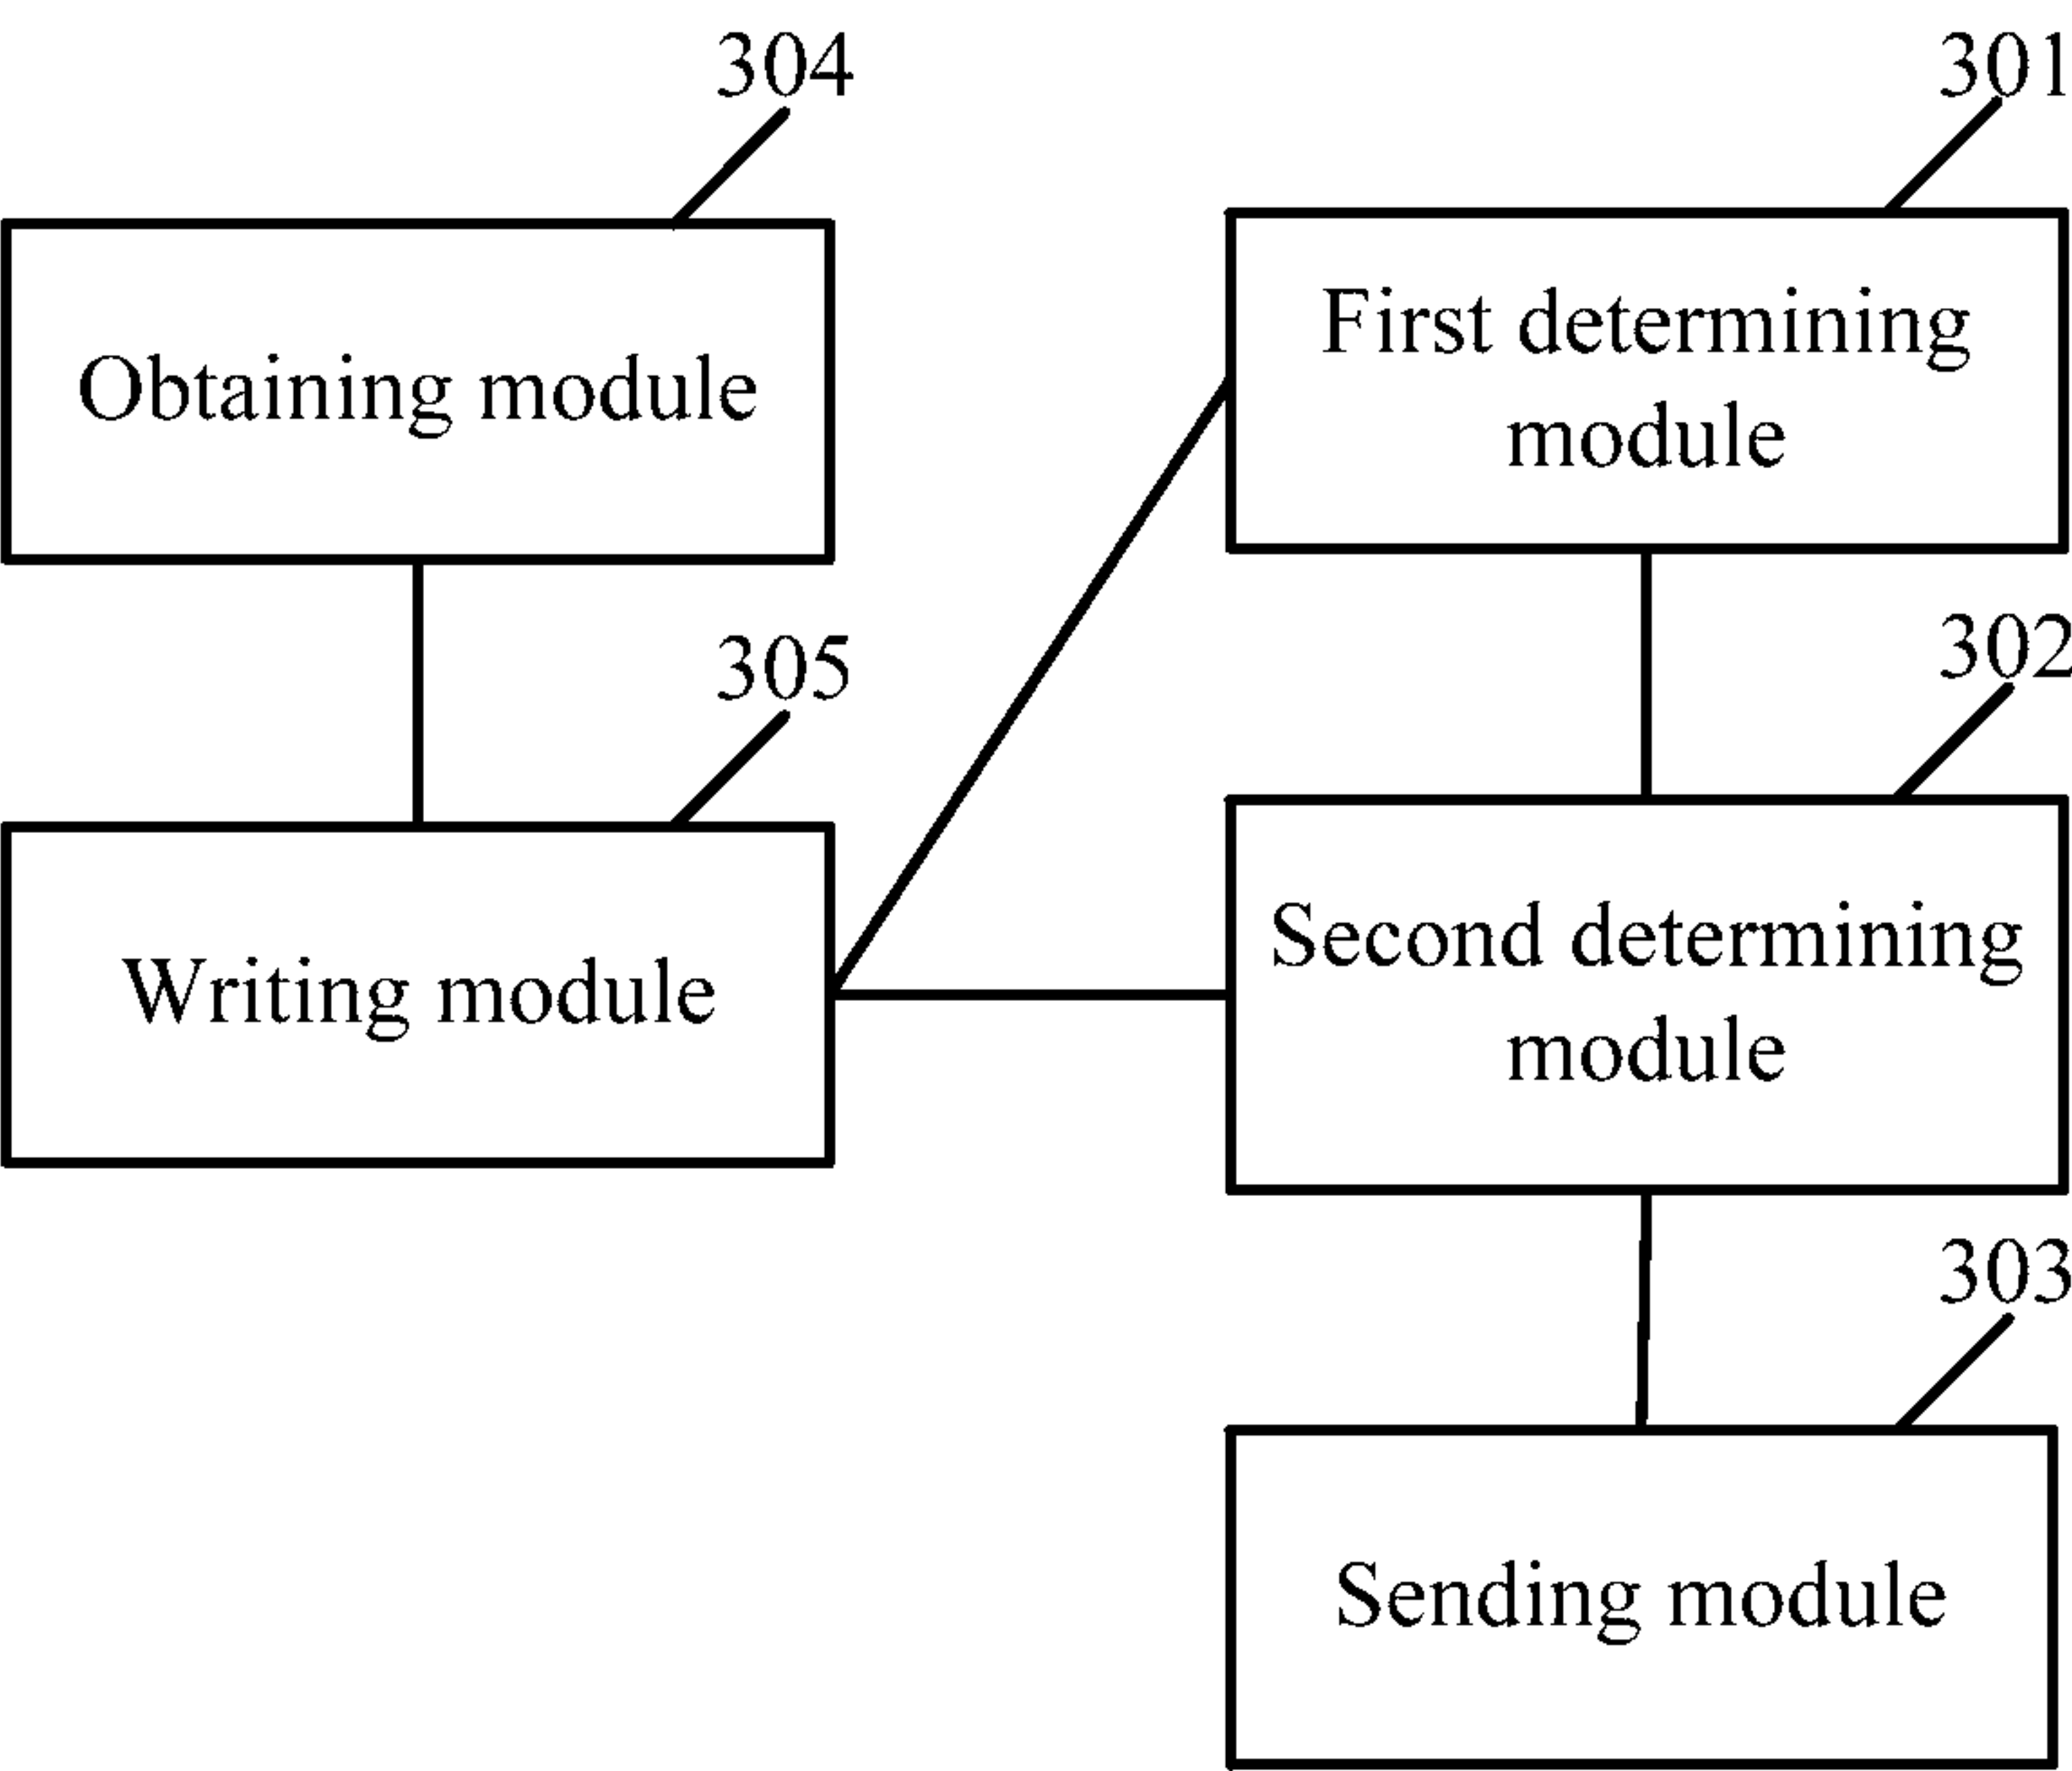 304
Obtaining module
305
Writing module
301
First determining
module
302
Second determining
module
303
Sending module